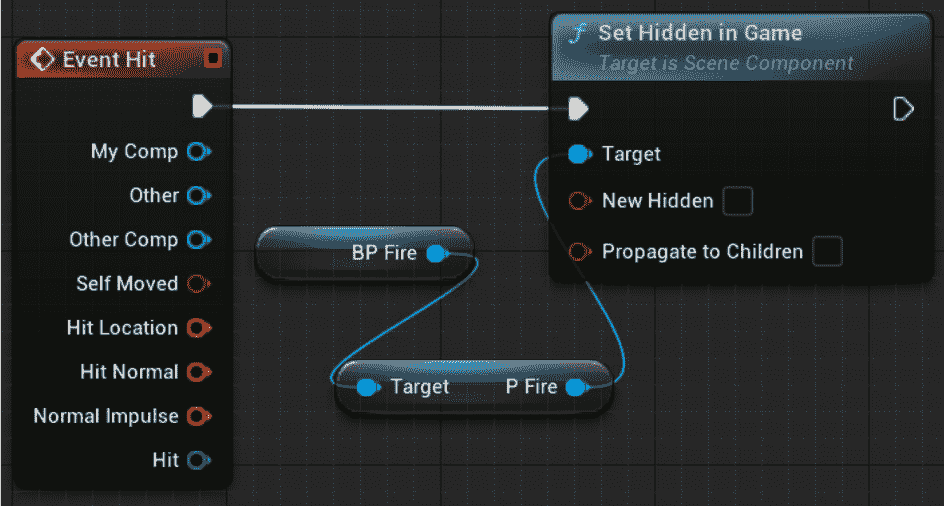 Event Hit
My Comp
Other
Other Comp
Self Moved
Hit Location
Hit Normal
Normal Impulse
Hit
BP Fire
Target P Fire
Set Hidden in Game
Target is Scene Component
Target
New Hidden
Propagate to Children